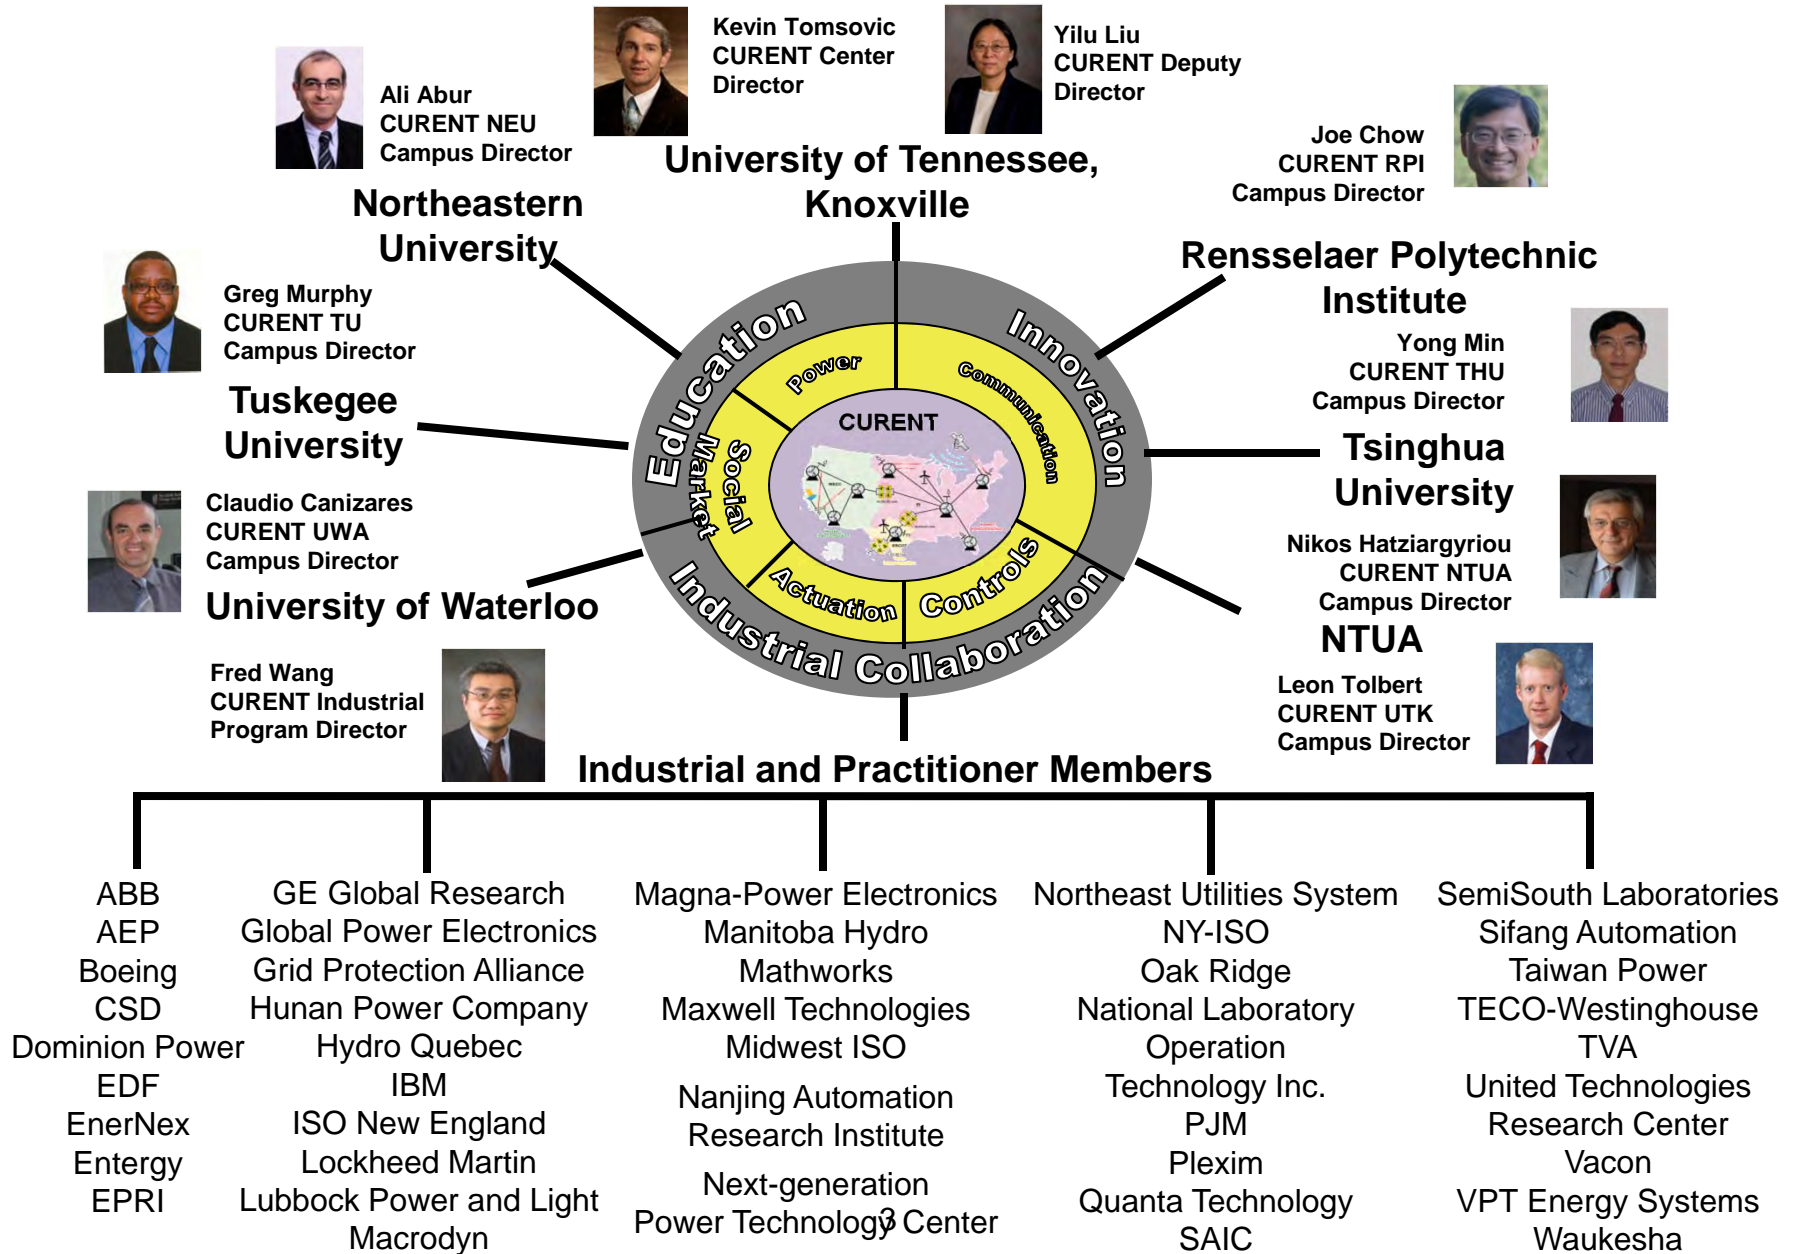 Kevin Tomsovic
CURENT Center
Director
Yilu Liu
CURENT Deputy
Director
Ali Abur
CURENT NEU
Campus Director
Joe Chow
CURENT RPI
Campus Director
University of Tennessee,
Knoxville
Northeastern
University
Rensselaer Polytechnic
Institute
Greg Murphy
CURENT TU
Campus Director
Yong Min
CURENT THU
Campus Director
Tuskegee
University
Tsinghua
University
Claudio Canizares
CURENT UWA
Campus Director
Nikos Hatziargyriou
CURENT NTUA
Campus Director
University of Waterloo
NTUA
Fred Wang
CURENT Industrial
Program Director
Leon Tolbert
CURENT UTK
Campus Director
Education
Innovation
Industrial Collaboration
Power
Communication
Social
Market
Actuation
Controls
CURENT
Industrial and Practitioner Members
ABB
AEP
Boeing
CSD
Dominion Power
EDF
EnerNex
Entergy
EPRI
GE Global Research
Global Power Electronics
Grid Protection Alliance
Hunan Power Company
Hydro Quebec
IBM
ISO New England
Lockheed Martin
Lubbock Power and Light
Macrodyn
Magna-Power Electronics
Manitoba Hydro
Mathworks
Maxwell Technologies
Midwest ISO
Nanjing Automation
Research Institute
Next-generation
Power Technology Center
3
Northeast Utilities System
NY-ISO
Oak Ridge
National Laboratory
Operation
Technology Inc.
PJM
Plexim
Quanta Technology
SAIC
SemiSouth Laboratories
Sifang Automation
Taiwan Power
TECO-Westinghouse
TVA
United Technologies
Research Center
Vacon
VPT Energy Systems
Waukesha